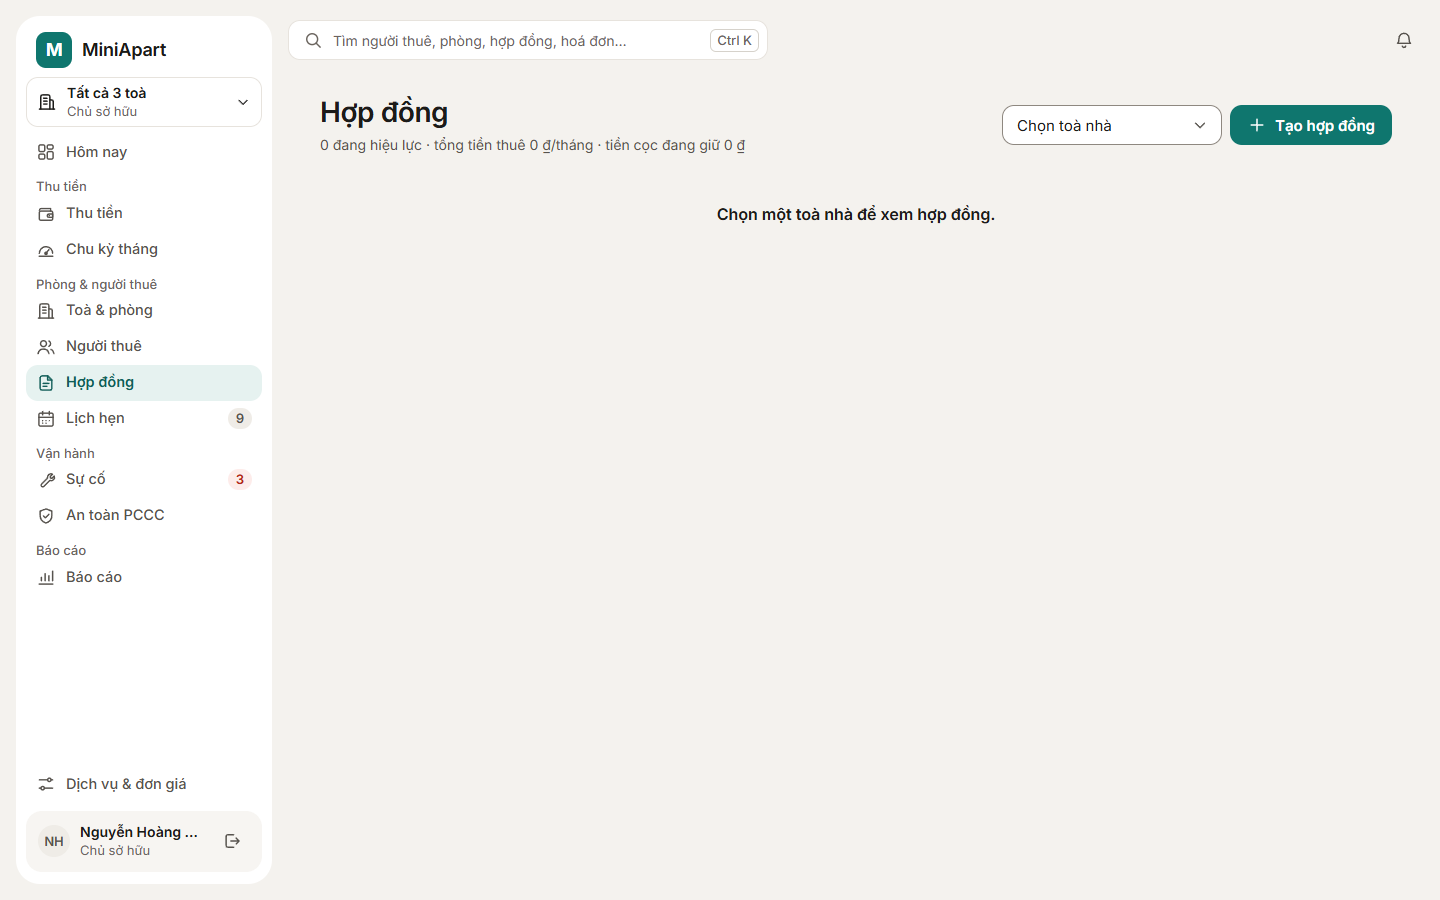 M MiniApart
Tất cả 3 toà
Chủ sở hữu
Hôm nay
Thu tiền
Thu tiền
Chu kỳ tháng
Phòng & người thuê
Toà & phòng
Người thuê
Hợp đồng
Lịch hẹn 9
Vận hành
Sự cố 3
An toàn PCCC
Báo cáo
Báo cáo
Dịch vụ & đơn giá
NH Nguyễn Hoàng ...
Chủ sở hữu
Tìm người thuê, phòng, hợp đồng, hoá đơn... Ctrl K
Hợp đồng
0 đang hiệu lực · tổng tiền thuê 0 ₫/tháng · tiền cọc đang giữ 0 ₫
Chọn toà nhà
Tạo hợp đồng
Chọn một toà nhà để xem hợp đồng.